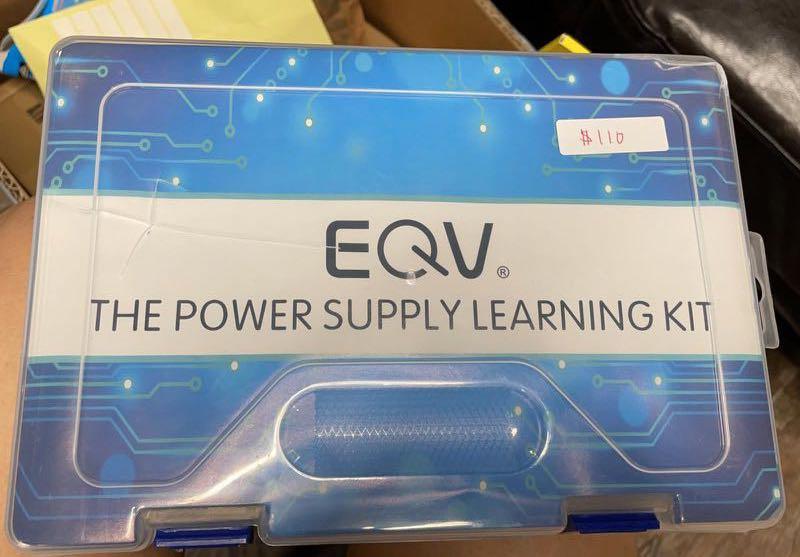 $110
EQV®
THE POWER SUPPLY LEARNING KIT